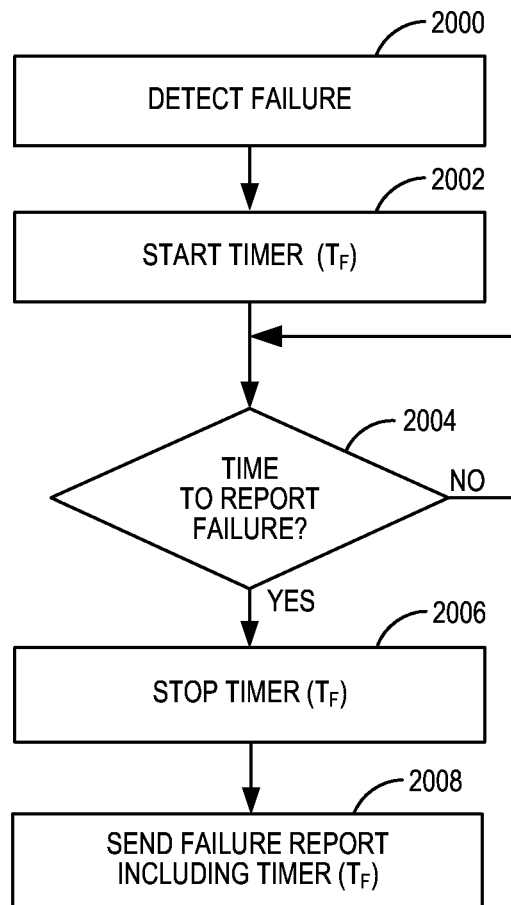 2000
DETECT FAILURE
2002
START TIMER (TF)
2004
TIME
TO REPORT
FAILURE?
NO
YES
2006
STOP TIMER (TF)
2008
SEND FAILURE REPORT
INCLUDING TIMER (TF)